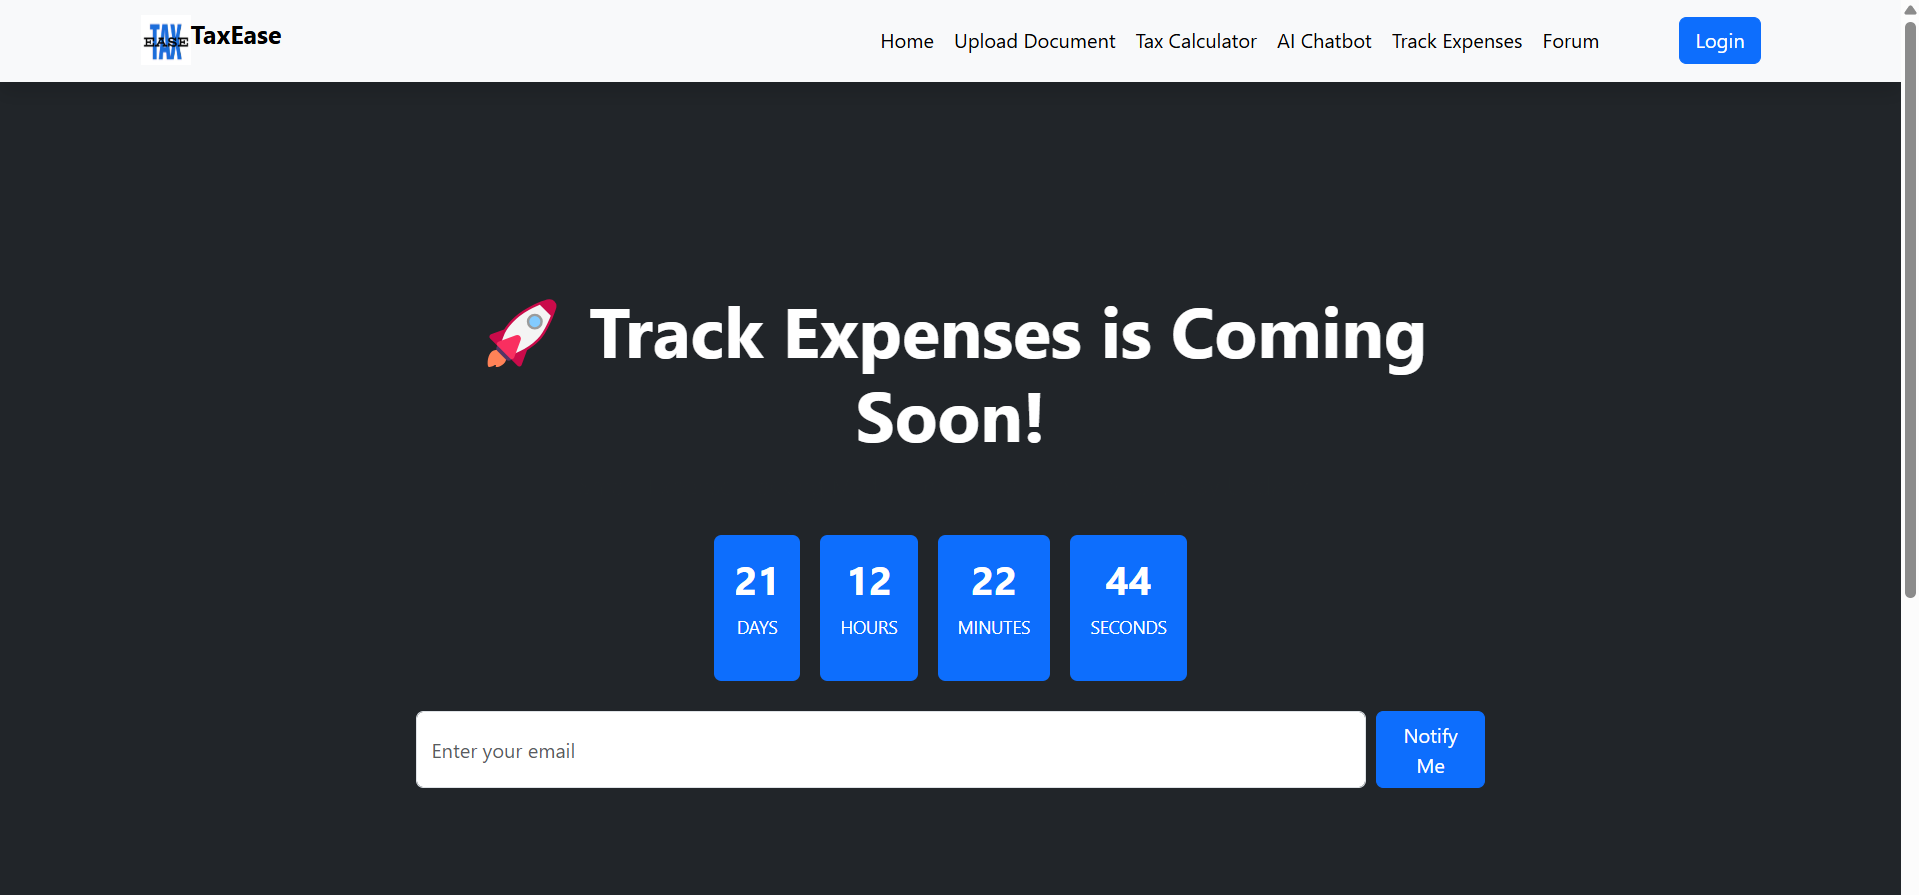 TAX
EASE
TaxEase
Home Upload Document Tax Calculator AI Chatbot Track Expenses Forum Login
🚀 Track Expenses is Coming
Soon!
21 12 22 44
DAYS HOURS MINUTES SECONDS
Enter your email
Notify
Me